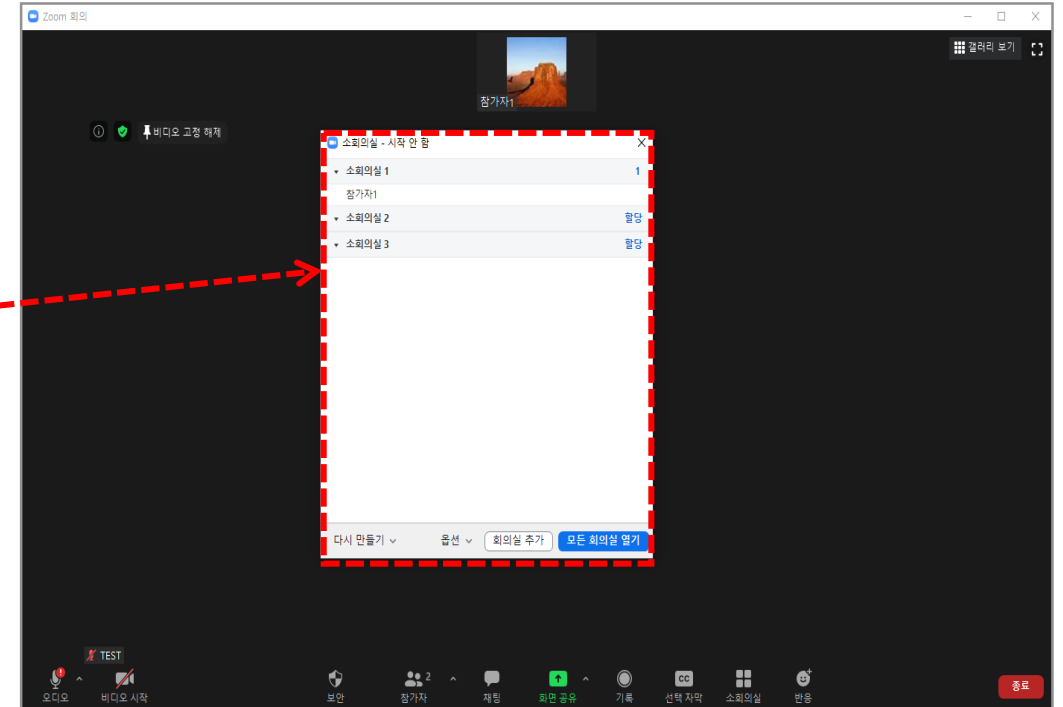 Zoom 회의
갤러리 보기
참가자1
비디오 고정 해제
소회의실 - 시작 안 함
소회의실 1 1
참가자1
소회의실 2 할당
소회의실 3 할당
다시 만들기 옵션 회의실 추가 모든 회의실 열기
TEST
오디오 비디오 시작 보안 참가자 2 채팅 화면 공유 기록 CC 선택 자막 소회의실 반응 종료